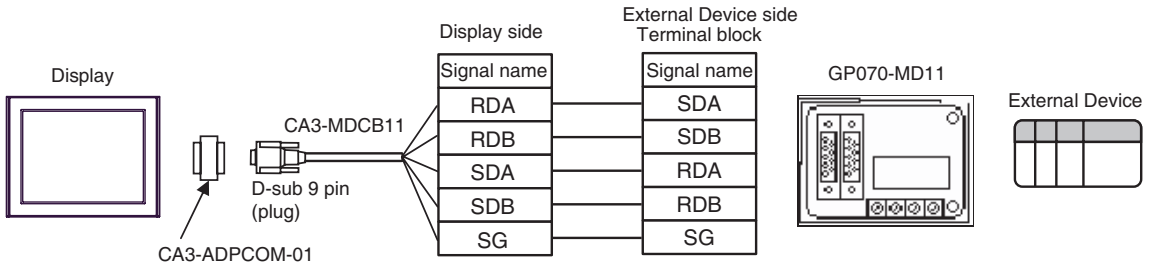 Display
CA3-ADPCOM-01
D-sub 9 pin
(plug)
CA3-MDCB11
Display side
Signal name
RDA
RDB
SDA
SDB
SG
External Device side
Terminal block
Signal name
SDA
SDB
RDA
RDB
SG
GP070-MD11
External Device